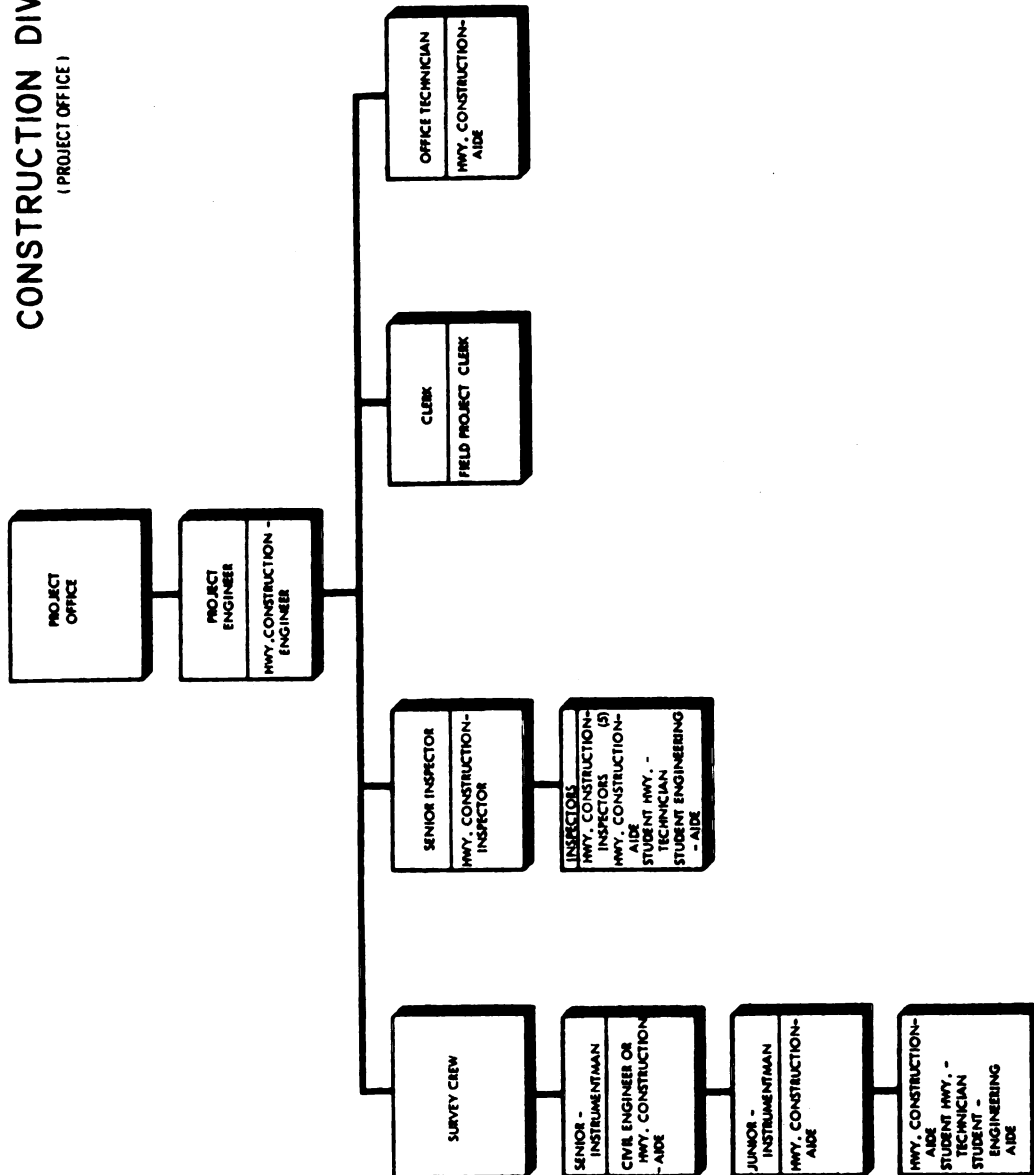 CONSTRUCTION DIV
(PROJECT OFFICE)
PROJECT
OFFICE
PROJECT
ENGINEER
HWY. CONSTRUCTION -
ENGINEER
SURVEY CREW
SENIOR -
INSTRUMENTMAN
CIVIL ENGINEER OR
HWY. CONSTRUCTION
- AIDE
JUNIOR -
INSTRUMENTMAN
HWY. CONSTRUCTION-
AIDE
HWY. CONSTRUCTION-
AIDE
STUDENT HWY. -
TECHNICIAN
STUDENT -
ENGINEERING
AIDE
SENIOR INSPECTOR
HWY. CONSTRUCTION-
INSPECTOR
INSPECTORS
HWY. CONSTRUCTION-
INSPECTORS (5)
HWY. CONSTRUCTION-
AIDE
STUDENT HWY. -
TECHNICIAN
STUDENT ENGINEERING
- AIDE
CLERK
FIELD PROJECT CLERK
OFFICE TECHNICIAN
HWY. CONSTRUCTION-
AIDE